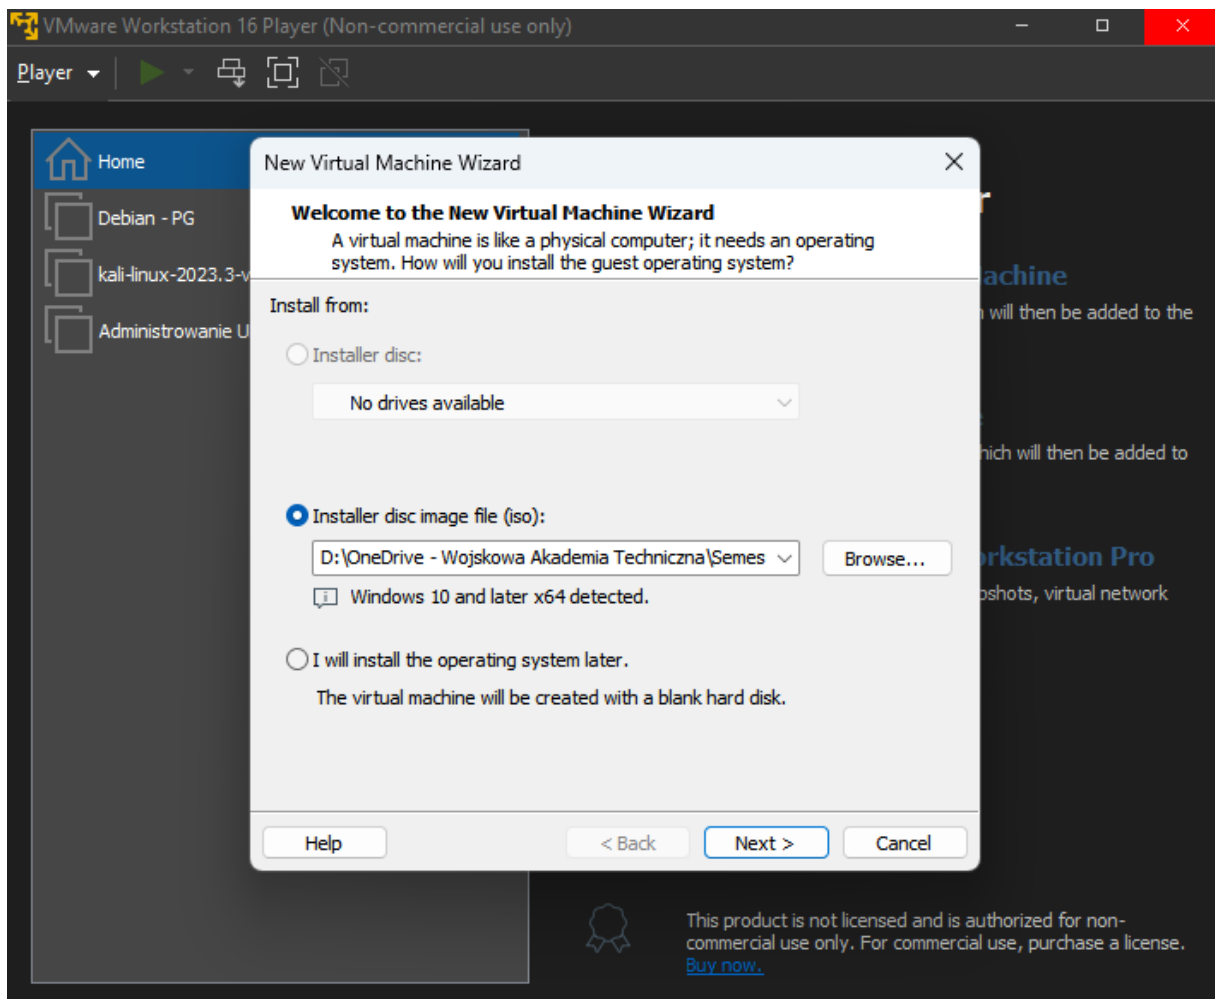 VMware Workstation 16 Player (Non-commercial use only)
Player
Home
Debian - PG
kali-linux-2023.3-v
Administrowanie U
New Virtual Machine Wizard
Welcome to the New Virtual Machine Wizard
A virtual machine is like a physical computer; it needs an operating
system. How will you install the guest operating system?
Install from:
Installer disc:
No drives available
Installer disc image file (iso):
D:\OneDrive - Wojskowa Akademia Techniczna\Semes
Browse...
Windows 10 and later x64 detected.
I will install the operating system later.
The virtual machine will be created with a blank hard disk.
Help
< Back
Next >
Cancel
r
achine
will then be added to the
hich will then be added to
orkstation Pro
pshots, virtual network
This product is not licensed and is authorized for non-
commercial use only. For commercial use, purchase a license.
Buy now.